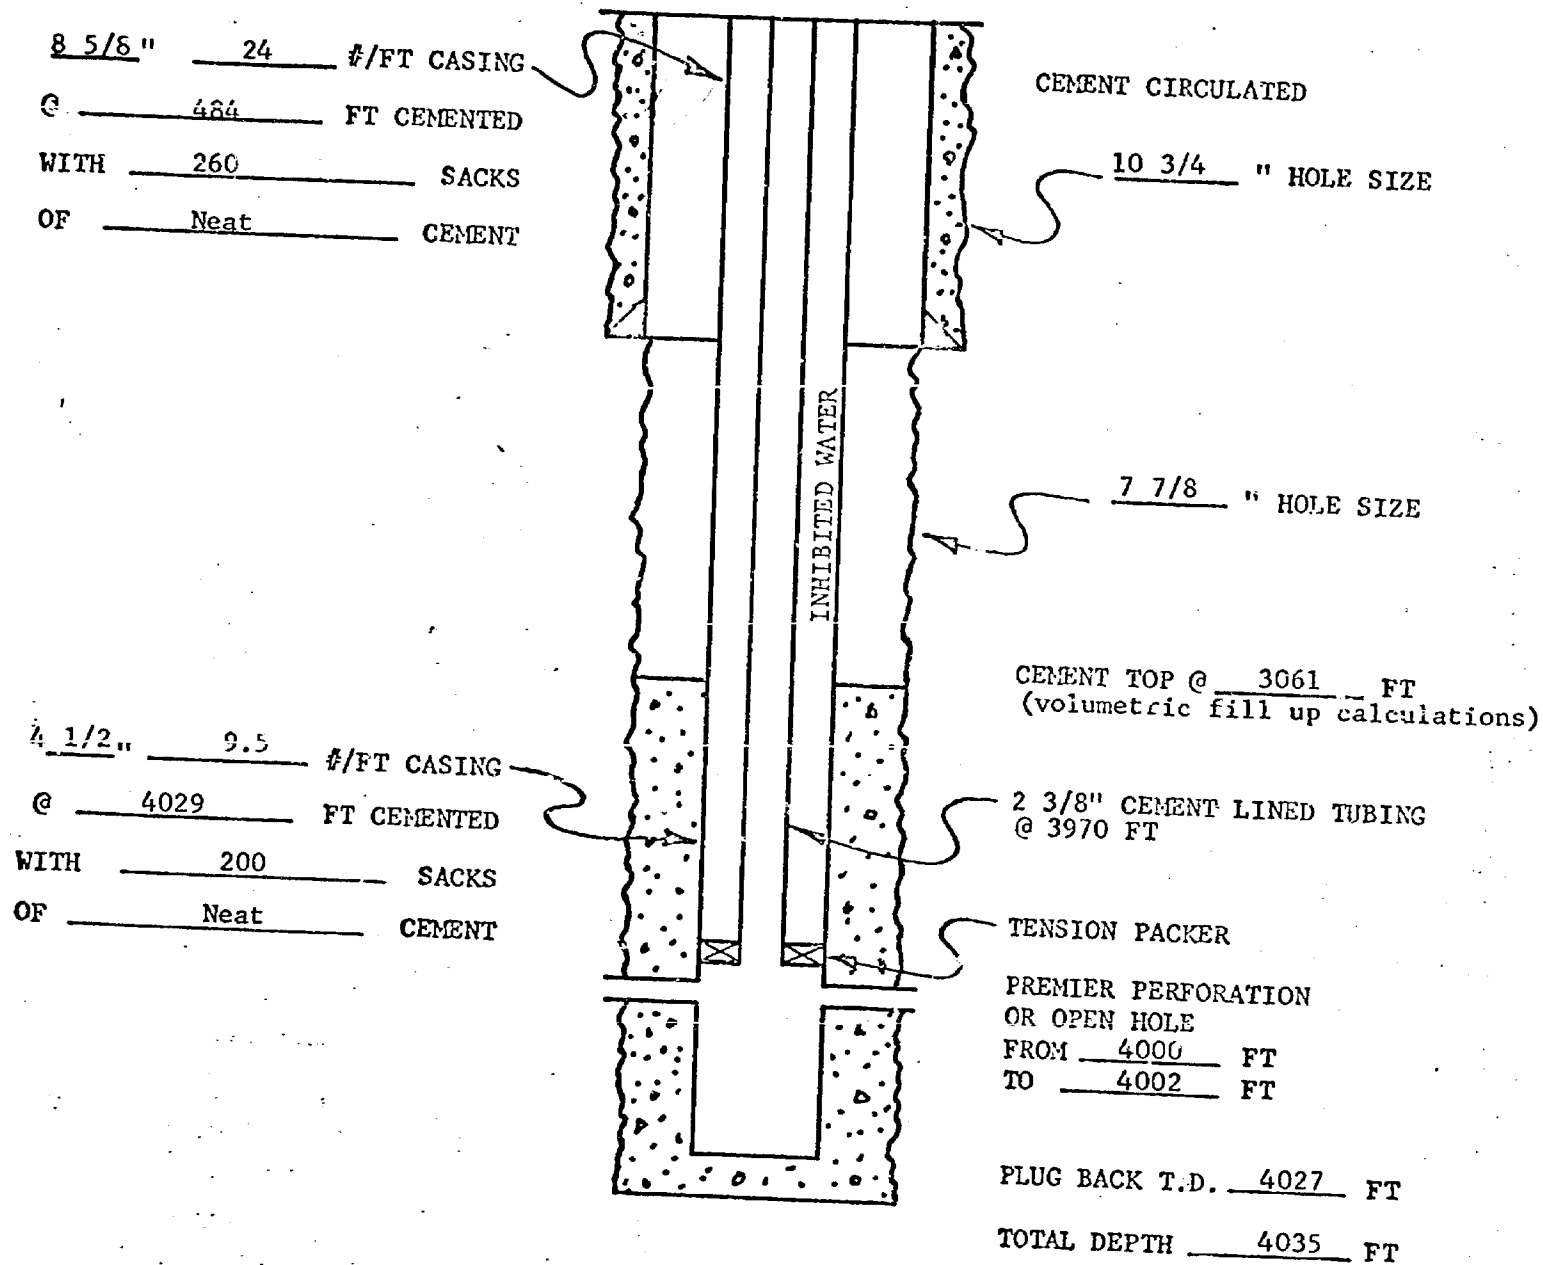 8 5/8" 24 #/FT CASING
@ 484 FT CEMENTED
WITH 260 SACKS
OF Neat CEMENT
CEMENT CIRCULATED
10 3/4 " HOLE SIZE
INHIBITED WATER
7 7/8 " HOLE SIZE
CEMENT TOP @ 3061 FT
(volumetric fill up calculations)
4 1/2" 9.5 #/FT CASING
@ 4029 FT CEMENTED
WITH 200 SACKS
OF Neat CEMENT
2 3/8" CEMENT LINED TUBING
@ 3970 FT
TENSION PACKER
PREMIER PERFORATION
OR OPEN HOLE
FROM 4000 FT
TO 4002 FT
PLUG BACK T.D. 4027 FT
TOTAL DEPTH 4035 FT